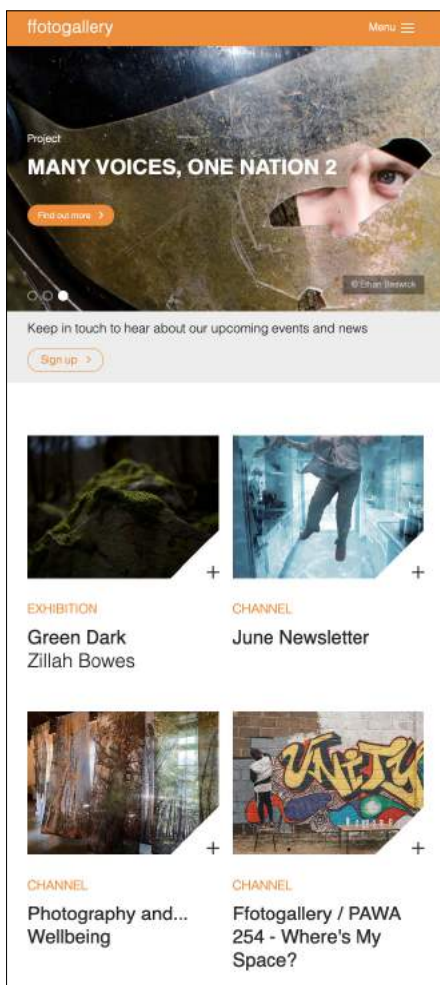 ffotogallery
Menu
Project
MANY VOICES, ONE NATION 2
Find out more >
© Ethan Beswick
Keep in touch to hear about our upcoming events and news
Sign up >
EXHIBITION
Green Dark
Zillah Bowes
CHANNEL
June Newsletter
UNITY
CHANNEL
Photography and...
Wellbeing
CHANNEL
Ffotogallery / PAWA
254 - Where's My
Space?